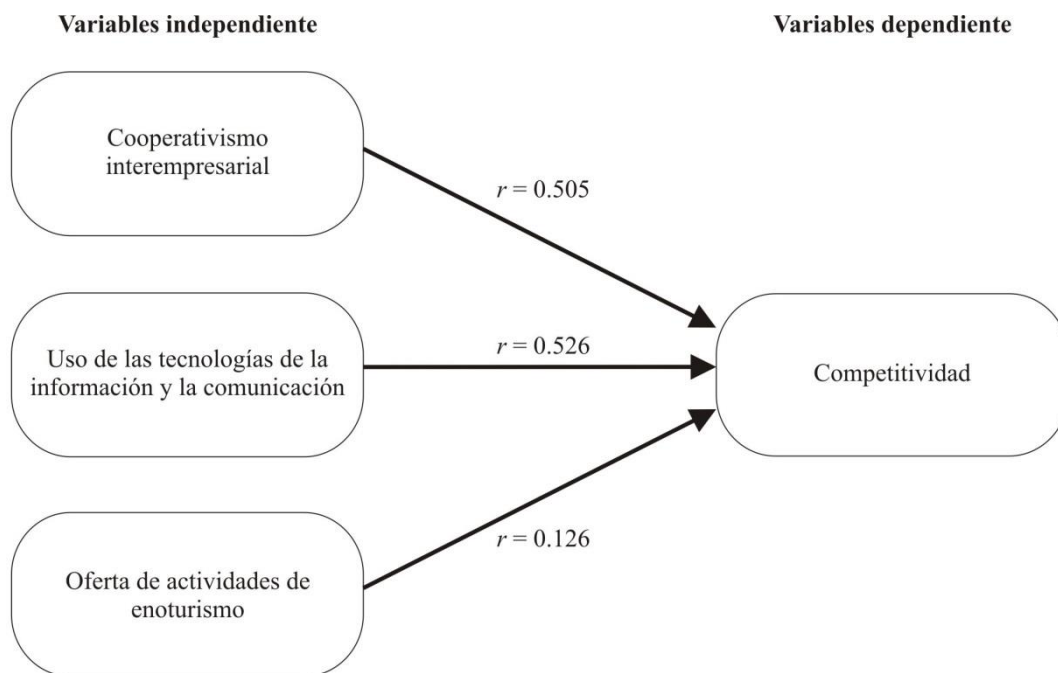 Variables independiente
Variables dependiente
Cooperativismo
interempresarial
r = 0.505
Uso de las tecnologías de la
información y la comunicación
r = 0.526
Competitividad
r = 0.126
Oferta de actividades de
enoturismo